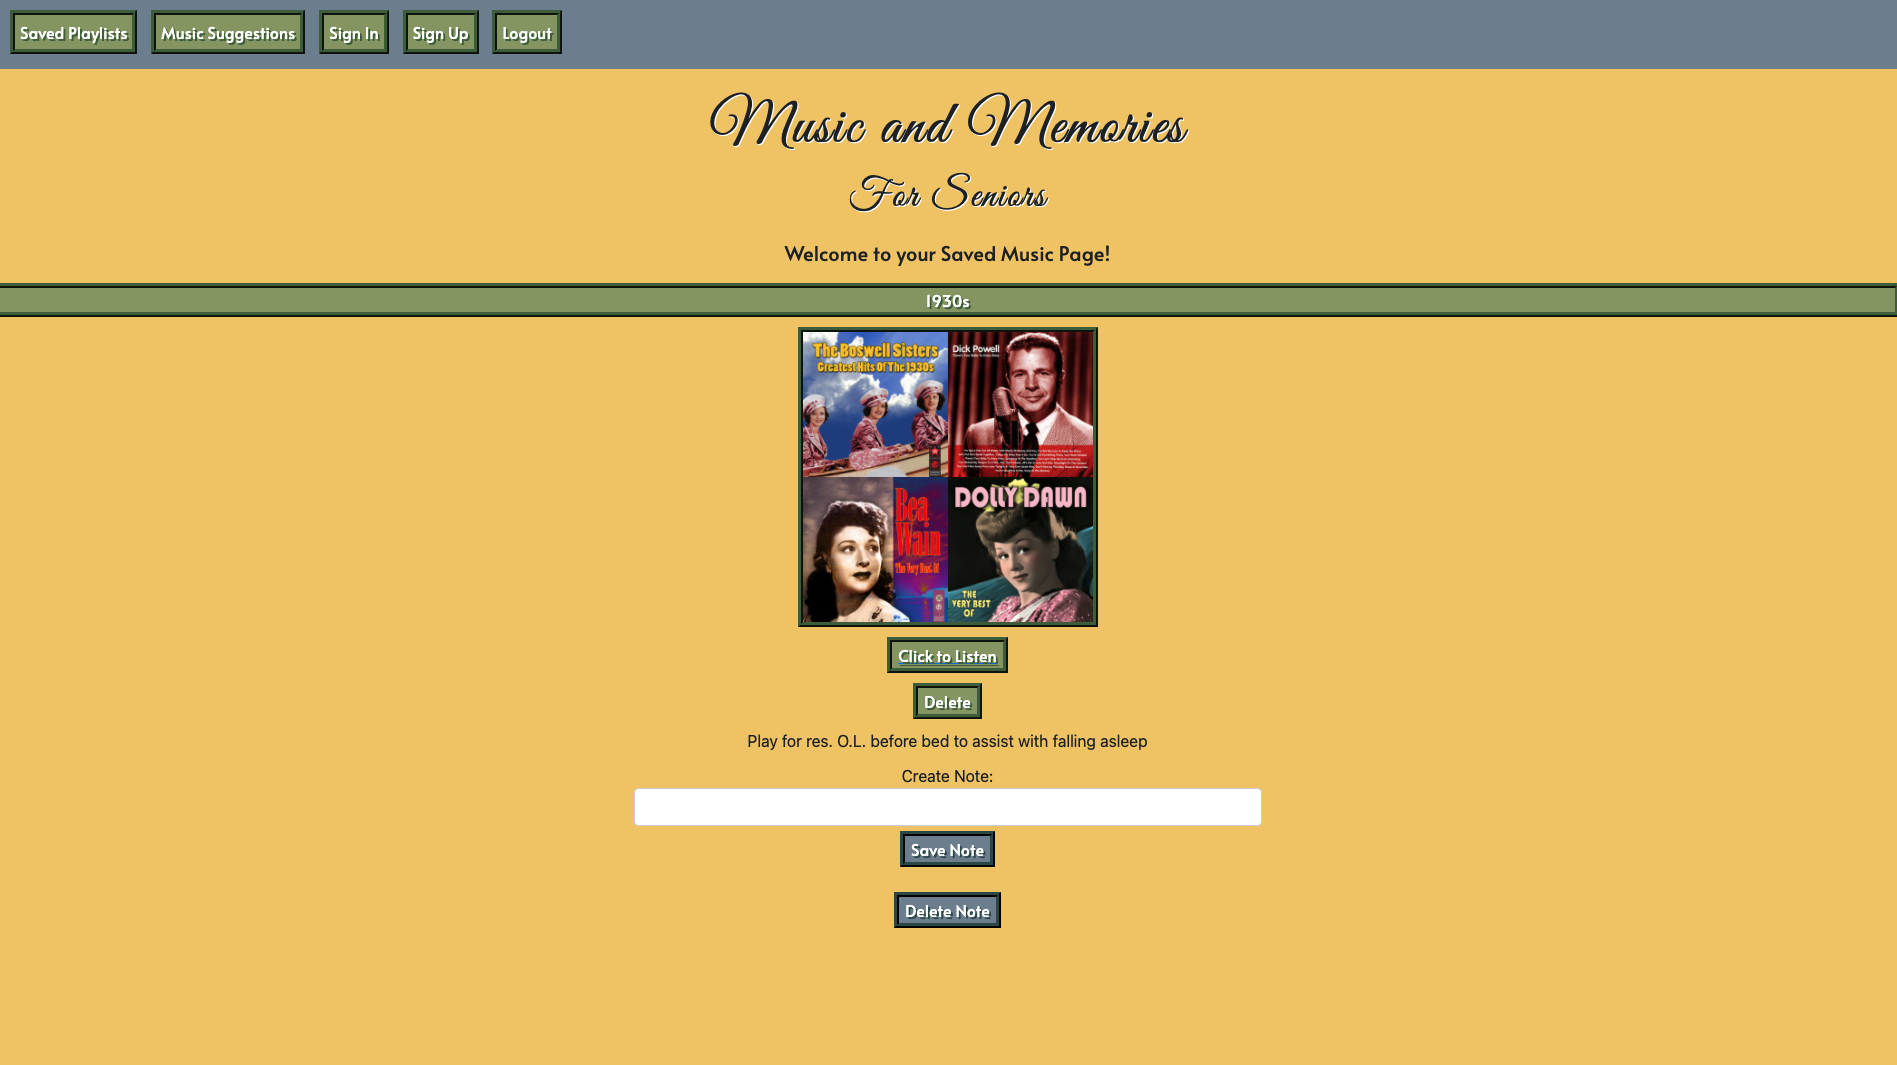 Saved Playlists
Music Suggestions
Sign In
Sign Up
Logout
Music and Memories
For Seniors
Welcome to your Saved Music Page!
1930s
The Boswell Sisters
Greatest Hits Of The 1930s
Dick Powell
Bea
Wain
The Very Best Of
DOLLY DAWN
THE
VERY BEST
OF
Click to Listen
Delete
Play for res. O.L. before bed to assist with falling asleep
Create Note:
Save Note
Delete Note